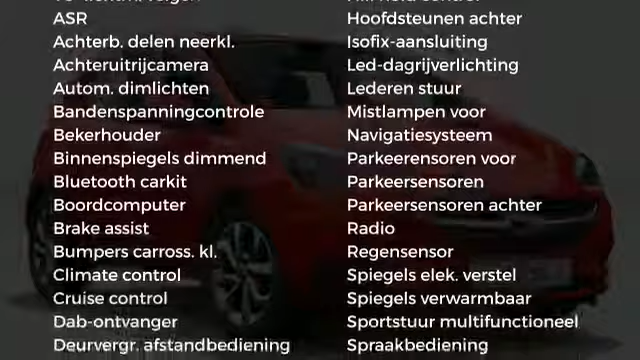 ASR
Achterb. delen neerkl.
Achteruitrijcamera
Autom. dimlichten
Bandenspanningcontrole
Bekerhouder
Binnenspiegels dimmend
Bluetooth carkit
Boordcomputer
Brake assist
Bumpers carross. kl.
Climate control
Cruise control
Dab-ontvanger
Deurvergr. afstandbediening
Hoofdsteunen achter
Isofix-aansluiting
Led-dagrijverlichting
Lederen stuur
Mistlampen voor
Navigatiesysteem
Parkeerensoren voor
Parkeersensoren
Parkeersensoren achter
Radio
Regensensor
Spiegels elek. verstel
Spiegels verwarmbaar
Sportstuur multifunctioneel
Spraakbediening